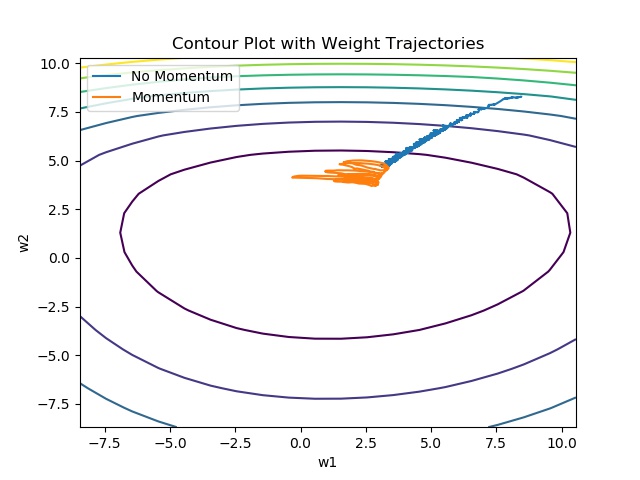 Contour Plot with Weight Trajectories
No Momentum
Momentum
10.0
7.5
5.0
2.5
0.0
−2.5
−5.0
−7.5
w2
−7.5 −5.0 −2.5 0.0 2.5 5.0 7.5 10.0
w1